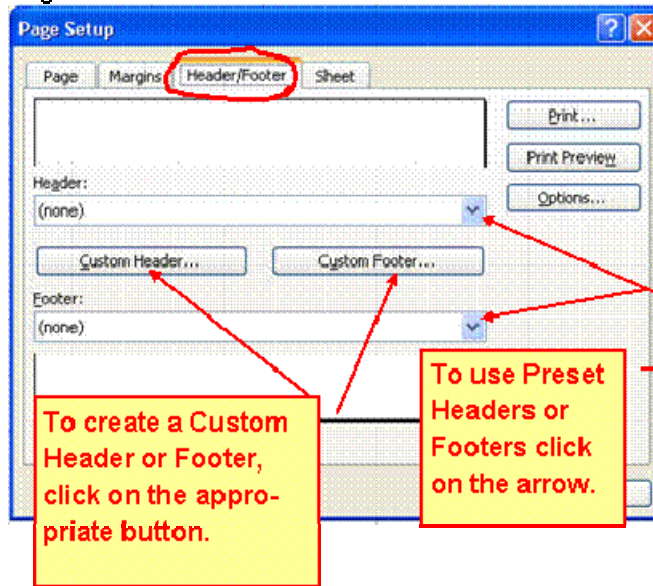 Page Setup
Page Margins Header/Footer Sheet
Print...
Print Preview
Header:
Options...
(none)
Custom Header... Custom Footer...
Footer:
(none)
To use Preset
Headers or
Footers click
on the arrow.
To create a Custom
Header or Footer,
click on the appro-
priate button.